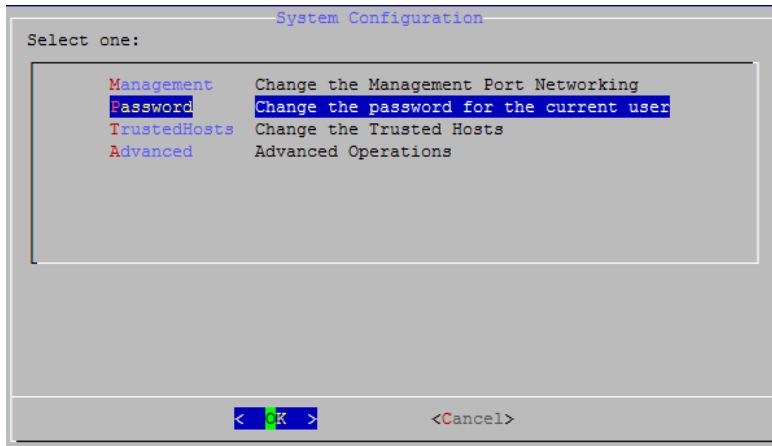 System Configuration
Select one:
Management Change the Management Port Networking
Password Change the password for the current user
TrustedHosts Change the Trusted Hosts
Advanced Advanced Operations
< OK > <Cancel>